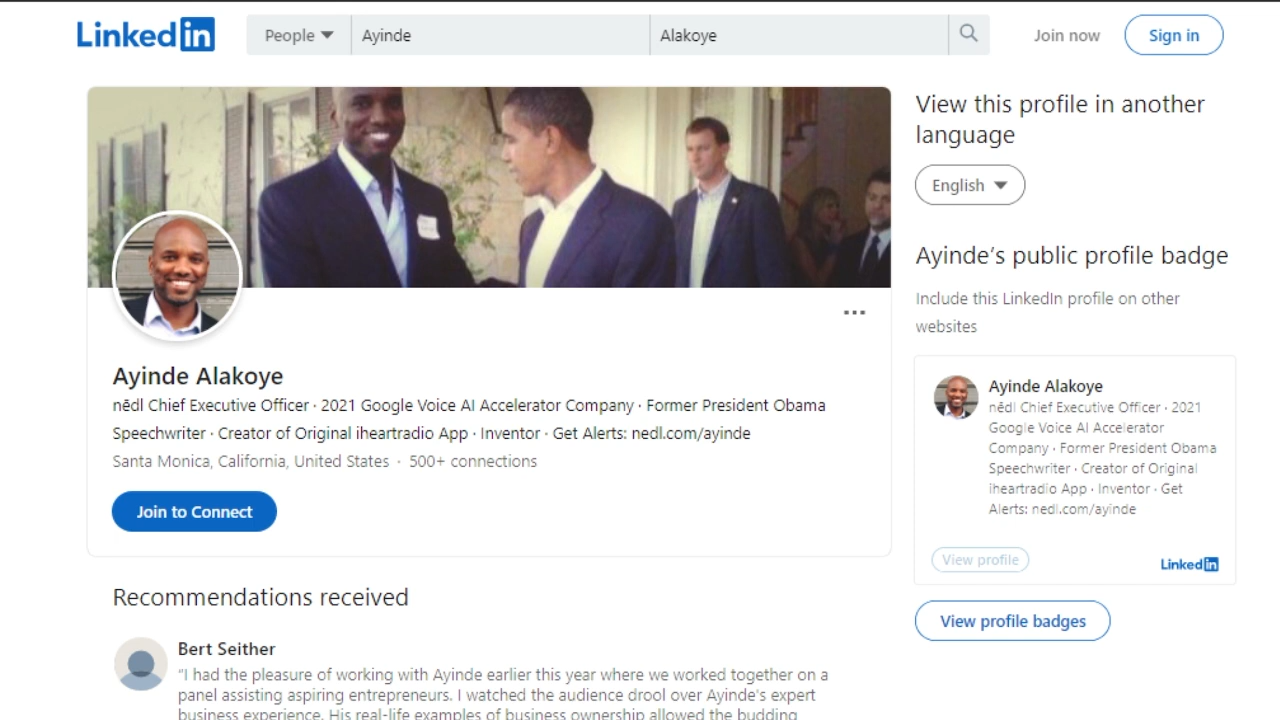 Linked in
People
Ayinde
Alakoye
Join now
Sign in
View this profile in another
language
English
Ayinde’s public profile badge
Include this LinkedIn profile on other
websites
Ayinde Alakoye
nēdl Chief Executive Officer · 2021
Google Voice AI Accelerator
Company · Former President Obama
Speechwriter · Creator of Original
iheartradio App · Inventor · Get
Alerts: nedl.com/ayinde
View profile
Linked in
View profile badges
Ayinde Alakoye
nēdl Chief Executive Officer · 2021 Google Voice AI Accelerator Company · Former President Obama
Speechwriter · Creator of Original iheartradio App · Inventor · Get Alerts: nedl.com/ayinde
Santa Monica, California, United States · 500+ connections
Join to Connect
Recommendations received
Bert Seither
“I had the pleasure of working with Ayinde earlier this year where we worked together on a
panel assisting aspiring entrepreneurs. I watched the audience drool over Ayinde's expert
business experience. His real-life examples of business ownership allowed the budding